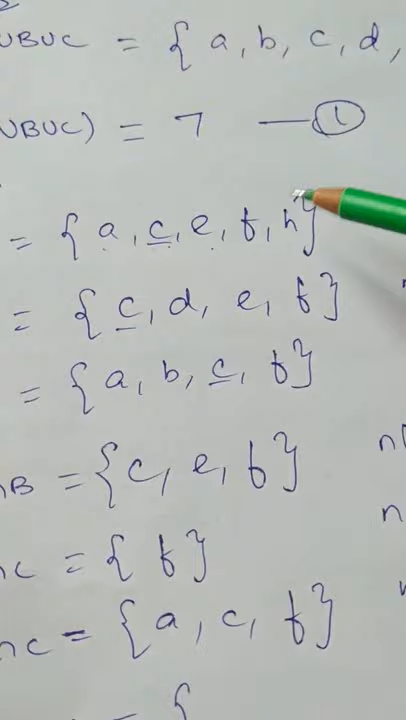 UBUC = { a, b, c, d,
UBUC) = 7 — ①
= { a, c, e, f, h}
= { c, d, e, f }
= { a, b, c, f }
∩B = { c, e, f } n(
∩C = { f } n
∩C = { a, c, f }
= {